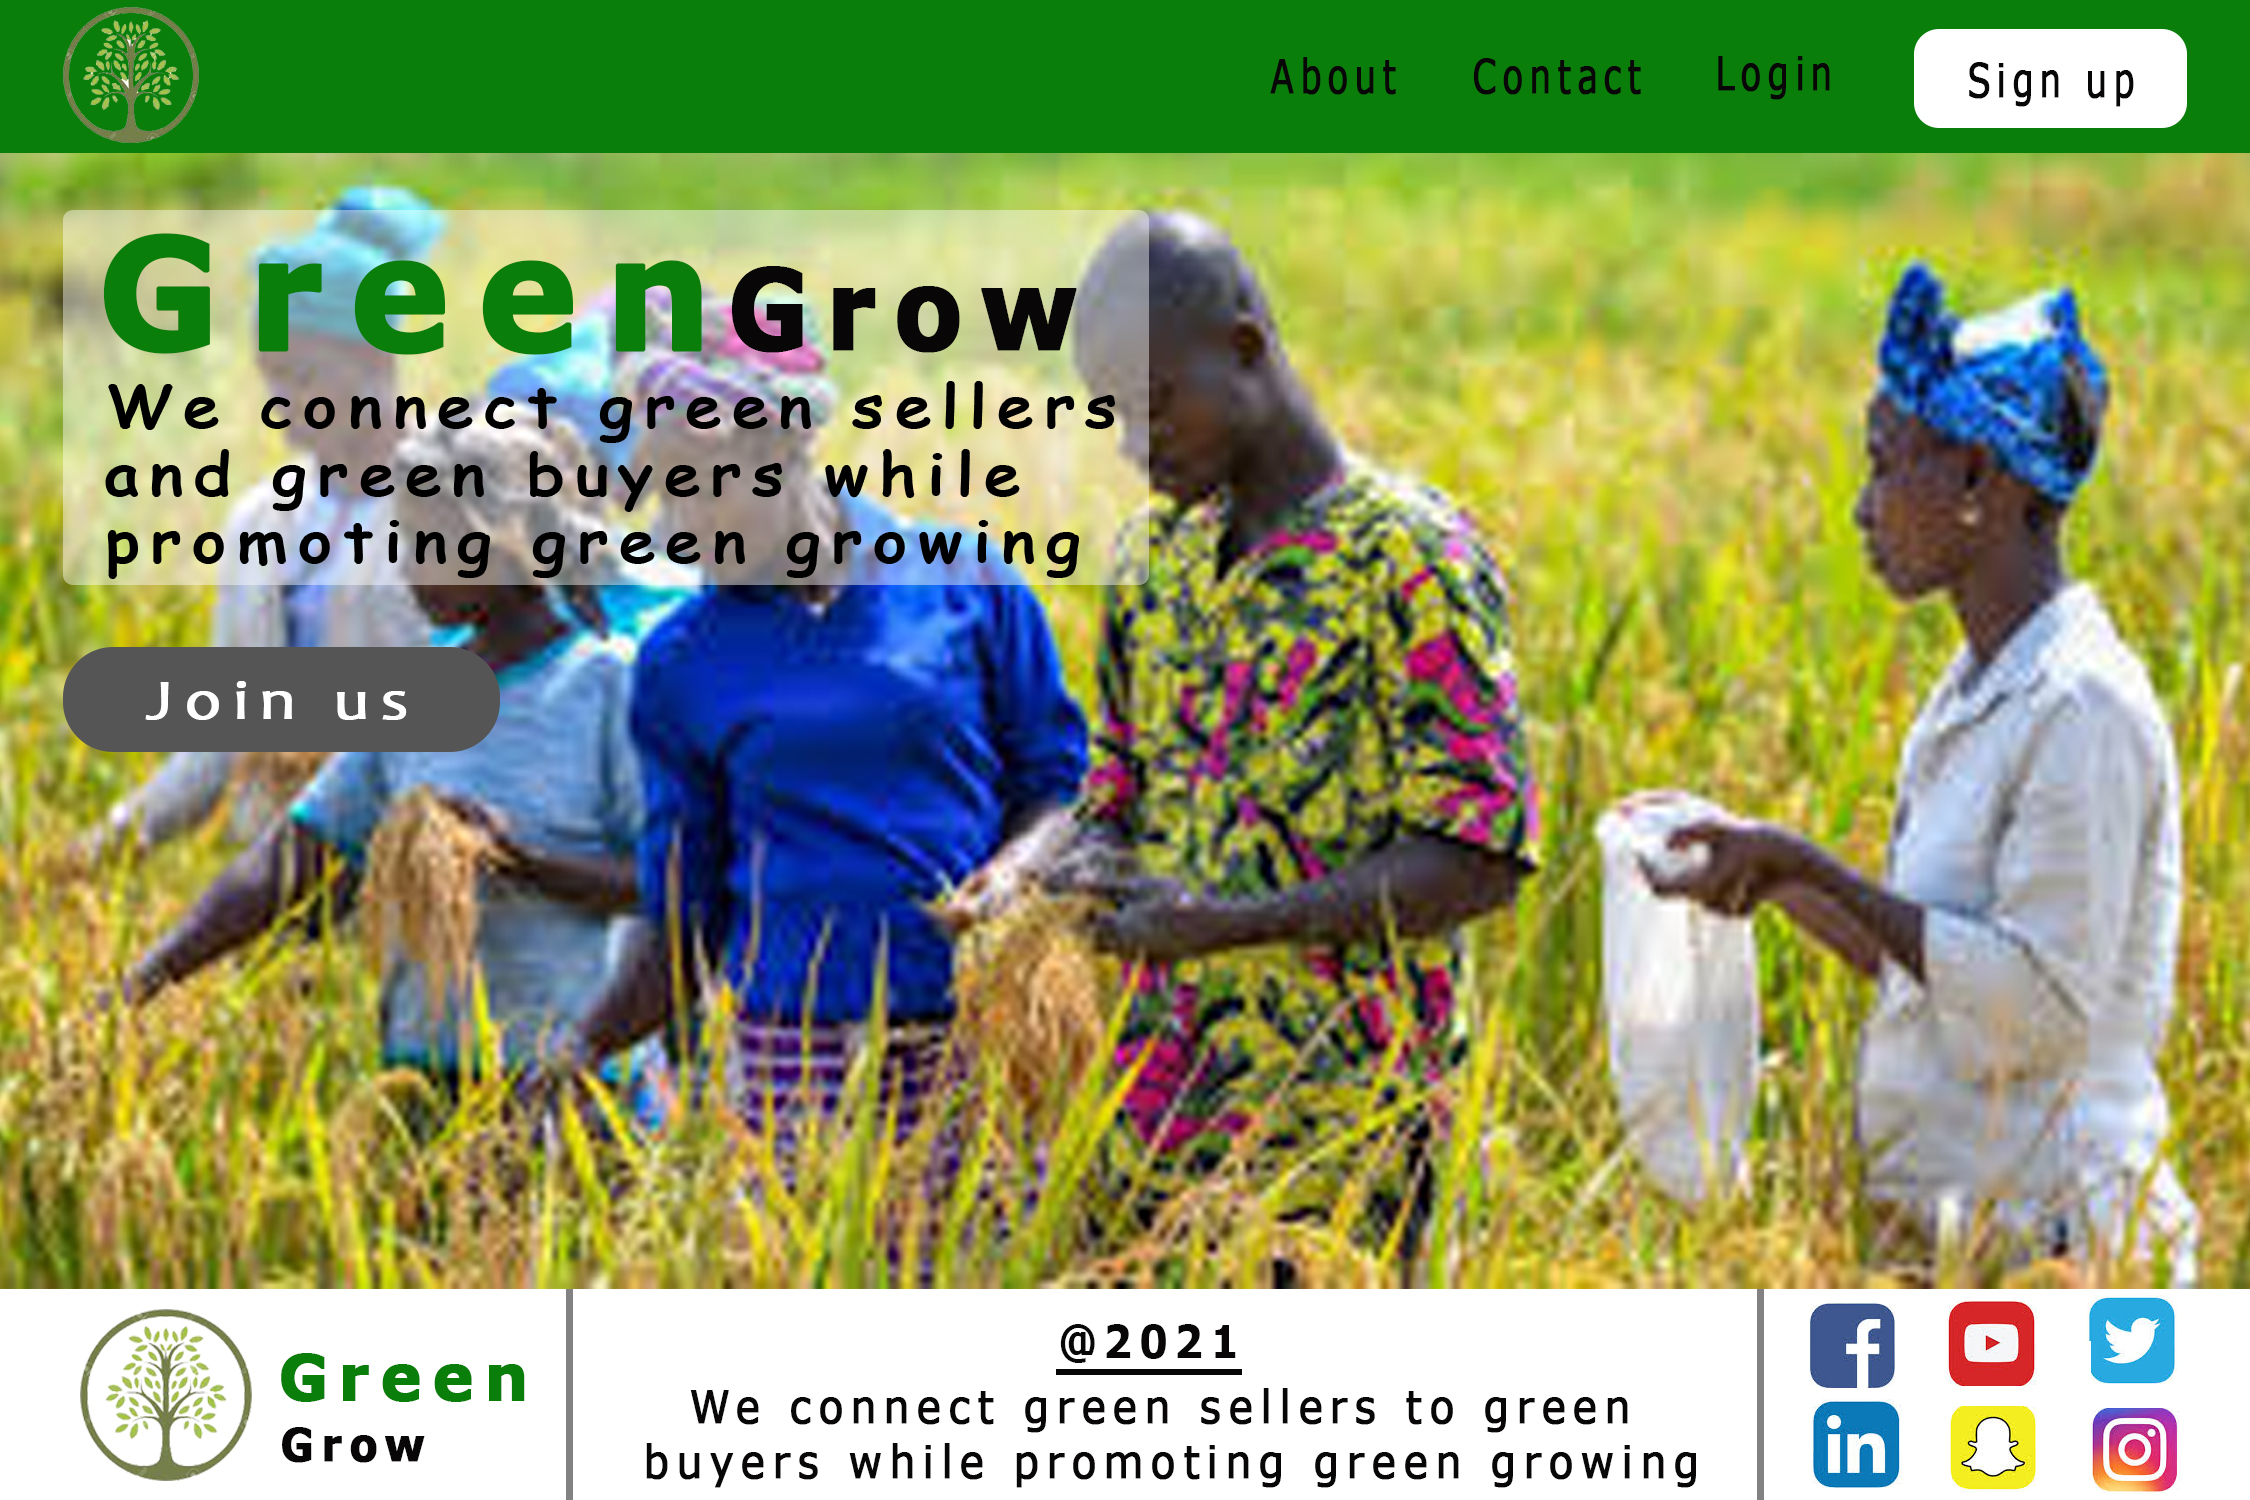 About Contact Login Sign up
GreenGrow
We connect green sellers
and green buyers while
promoting green growing
Join us
Green
Grow
@2021
We connect green sellers to green
buyers while promoting green growing
f
in